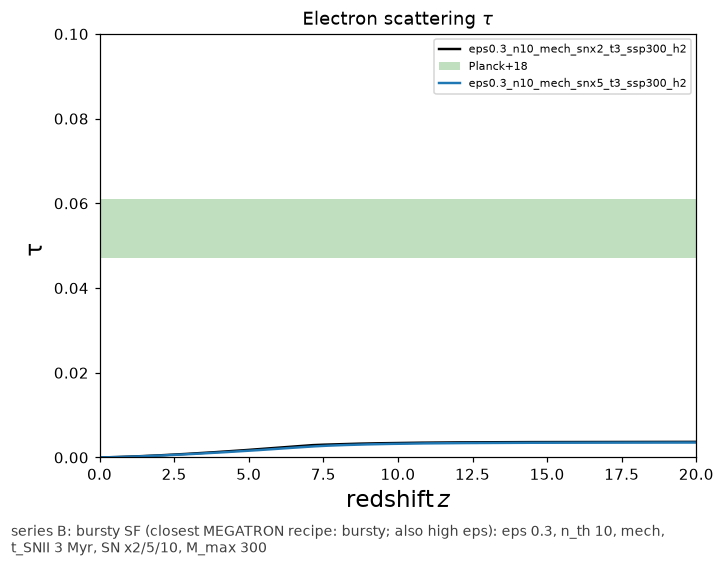 Electron scattering τ
0.10
0.08
0.06
0.04
0.02
0.00
τ
eps0.3_n10_mech_snx2_t3_ssp300_h2
Planck+18
eps0.3_n10_mech_snx5_t3_ssp300_h2
0.0 2.5 5.0 7.5 10.0 12.5 15.0 17.5 20.0
redshift z
series B: bursty SF (closest MEGATRON recipe: bursty; also high eps): eps 0.3, n_th 10, mech,
t_SNII 3 Myr, SN x2/5/10, M_max 300